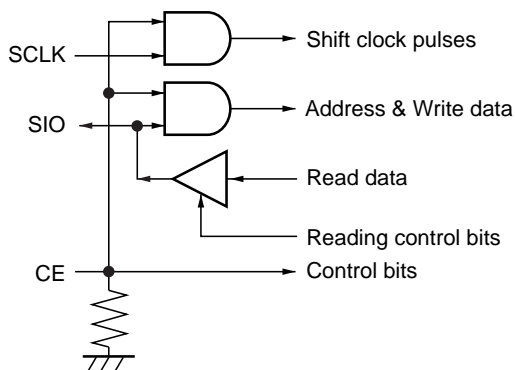 Shift clock pulses
SCLK
Address & Write data
SIO
Read data
Reading control bits
CE
Control bits